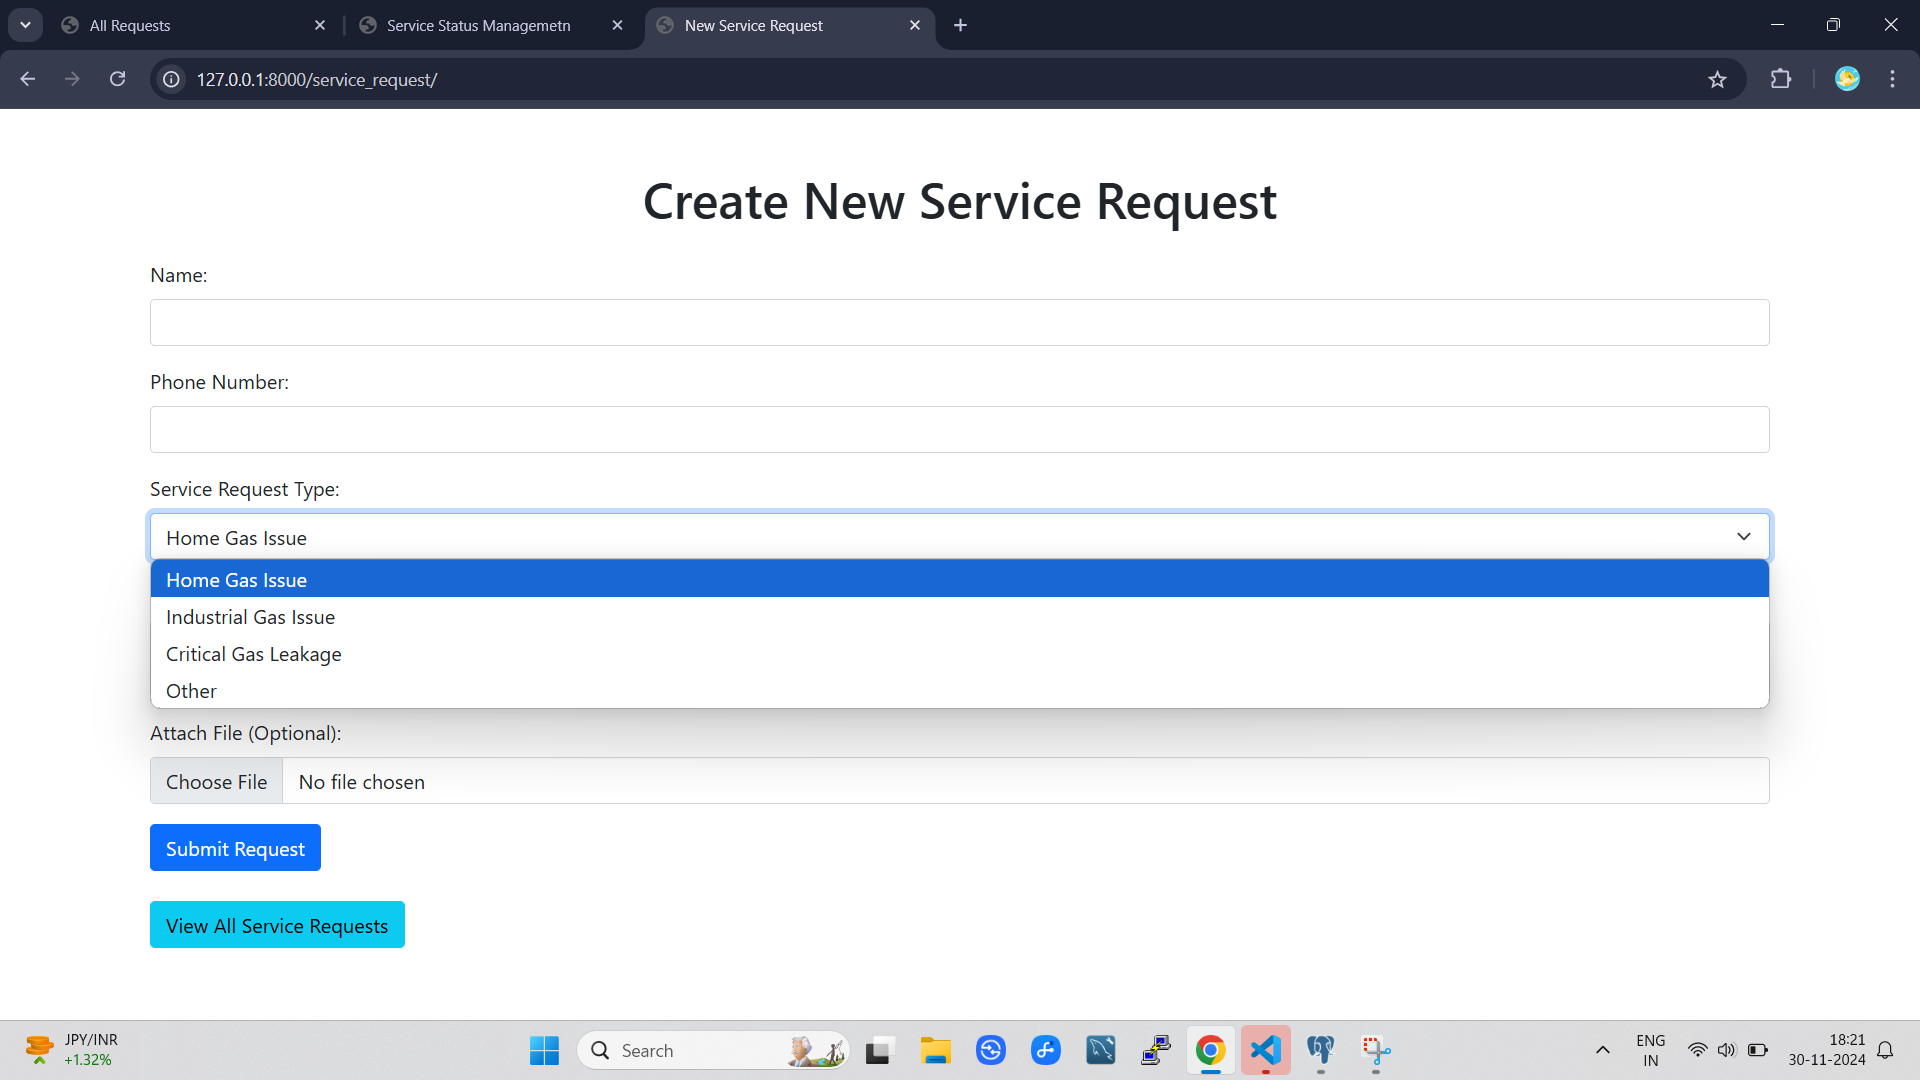 All Requests
Service Status Managemetn
New Service Request
127.0.0.1:8000/service_request/
Create New Service Request
Name:
Phone Number:
Service Request Type:
Home Gas Issue
Home Gas Issue
Industrial Gas Issue
Critical Gas Leakage
Other
Attach File (Optional):
Choose File No file chosen
Submit Request
View All Service Requests
JPY/INR
+1.32%
Search
ENG
IN
18:21
30-11-2024